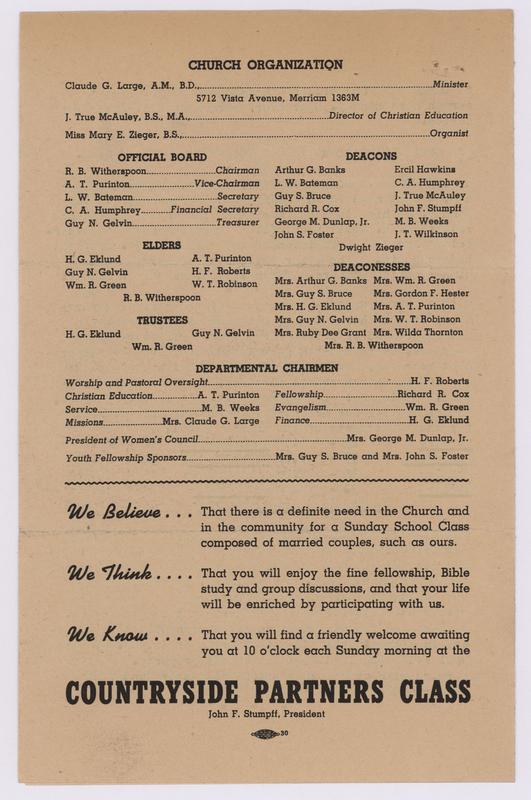 CHURCH ORGANIZATION
Claude G. Large, A.M., B.D.,......Minister
5712 Vista Avenue, Merriam 1363M
J. True McAuley, B.S., M.A.,......Director of Christian Education
Miss Mary E. Zieger, B.S.,......Organist
OFFICIAL BOARD
R. B. Witherspoon......Chairman
A. T. Purinton......Vice-Chairman
L. W. Bateman......Secretary
C. A. Humphrey......Financial Secretary
Guy N. Gelvin......Treasurer
ELDERS
H. G. Eklund A. T. Purinton
Guy N. Gelvin H. F. Roberts
Wm. R. Green W. T. Robinson
R. B. Witherspoon
TRUSTEES
H. G. Eklund Guy N. Gelvin
Wm. R. Green
DEACONS
Arthur G. Banks Ercil Hawkins
L. W. Bateman C. A. Humphrey
Guy S. Bruce J. True McAuley
Richard R. Cox John F. Stumpff
George M. Dunlap, Jr. M. B. Weeks
John S. Foster J. T. Wilkinson
Dwight Zieger
DEACONESSES
Mrs. Arthur G. Banks Mrs. Wm. R. Green
Mrs. Guy S. Bruce Mrs. Gordon F. Hester
Mrs. H. G. Eklund Mrs. A. T. Purinton
Mrs. Guy N. Gelvin Mrs. W. T. Robinson
Mrs. Ruby Dee Grant Mrs. Wilda Thornton
Mrs. R. B. Witherspoon
DEPARTMENTAL CHAIRMEN
Worship and Pastoral Oversight......H. F. Roberts
Christian Education......A. T. Purinton Fellowship......Richard R. Cox
Service......M. B. Weeks Evangelism......Wm. R. Green
Missions......Mrs. Claude G. Large Finance......H. G. Eklund
President of Women's Council......Mrs. George M. Dunlap, Jr.
Youth Fellowship Sponsors......Mrs. Guy S. Bruce and Mrs. John S. Foster
We Believe . . . That there is a definite need in the Church and
in the community for a Sunday School Class
composed of married couples, such as ours.
We Think . . . . That you will enjoy the fine fellowship, Bible
study and group discussions, and that your life
will be enriched by participating with us.
We Know . . . . That you will find a friendly welcome awaiting
you at 10 o'clock each Sunday morning at the
COUNTRYSIDE PARTNERS CLASS
John F. Stumpff, President
30